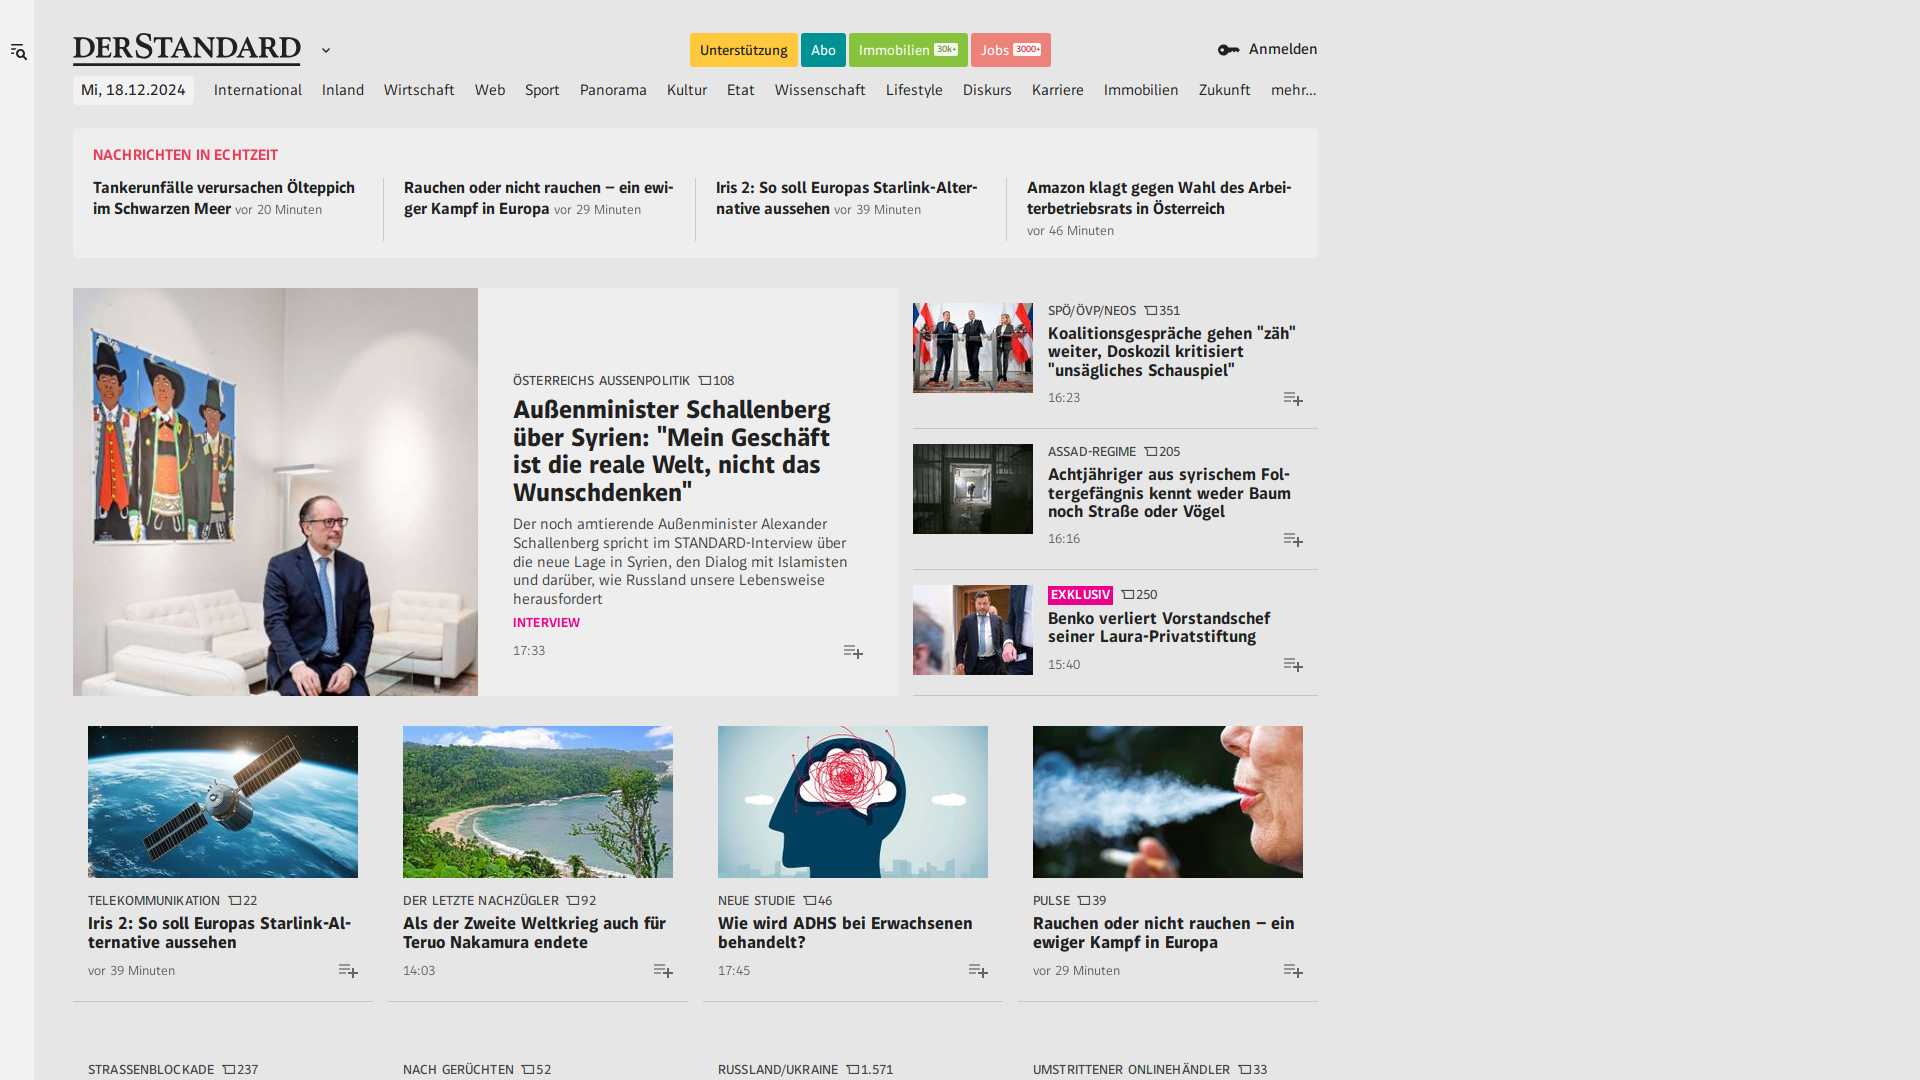 DERSTANDARD
Unterstützung
Abo
Immobilien 30k+
Jobs 3000+
Anmelden
Mi, 18.12.2024
International
Inland
Wirtschaft
Web
Sport
Panorama
Kultur
Etat
Wissenschaft
Lifestyle
Diskurs
Karriere
Immobilien
Zukunft
mehr...
NACHRICHTEN IN ECHTZEIT
Tankerunfälle verursachen Ölteppich
im Schwarzen Meer vor 20 Minuten
Rauchen oder nicht rauchen – ein ewi-
ger Kampf in Europa vor 29 Minuten
Iris 2: So soll Europas Starlink-Alter-
native aussehen vor 39 Minuten
Amazon klagt gegen Wahl des Arbei-
terbetriebsrats in Österreich
vor 46 Minuten
ÖSTERREICHS AUSSENPOLITIK 108
Außenminister Schallenberg
über Syrien: "Mein Geschäft
ist die reale Welt, nicht das
Wunschdenken"
Der noch amtierende Außenminister Alexander
Schallenberg spricht im STANDARD-Interview über
die neue Lage in Syrien, den Dialog mit Islamisten
und darüber, wie Russland unsere Lebensweise
herausfordert
INTERVIEW
17:33
SPÖ/ÖVP/NEOS 351
Koalitionsgespräche gehen "zäh"
weiter, Doskozil kritisiert
"unsägliches Schauspiel"
16:23
ASSAD-REGIME 205
Achtjähriger aus syrischem Fol-
tergefängnis kennt weder Baum
noch Straße oder Vögel
16:16
EXKLUSIV 250
Benko verliert Vorstandschef
seiner Laura-Privatstiftung
15:40
TELEKOMMUNIKATION 22
Iris 2: So soll Europas Starlink-Al-
ternative aussehen
vor 39 Minuten
DER LETZTE NACHZÜGLER 92
Als der Zweite Weltkrieg auch für
Teruo Nakamura endete
14:03
NEUE STUDIE 46
Wie wird ADHS bei Erwachsenen
behandelt?
17:45
PULSE 39
Rauchen oder nicht rauchen – ein
ewiger Kampf in Europa
vor 29 Minuten
STRASSENBLOCKADE 237
NACH GERÜCHTEN 52
RUSSLAND/UKRAINE 1.571
UMSTRITTENER ONLINEHÄNDLER 33